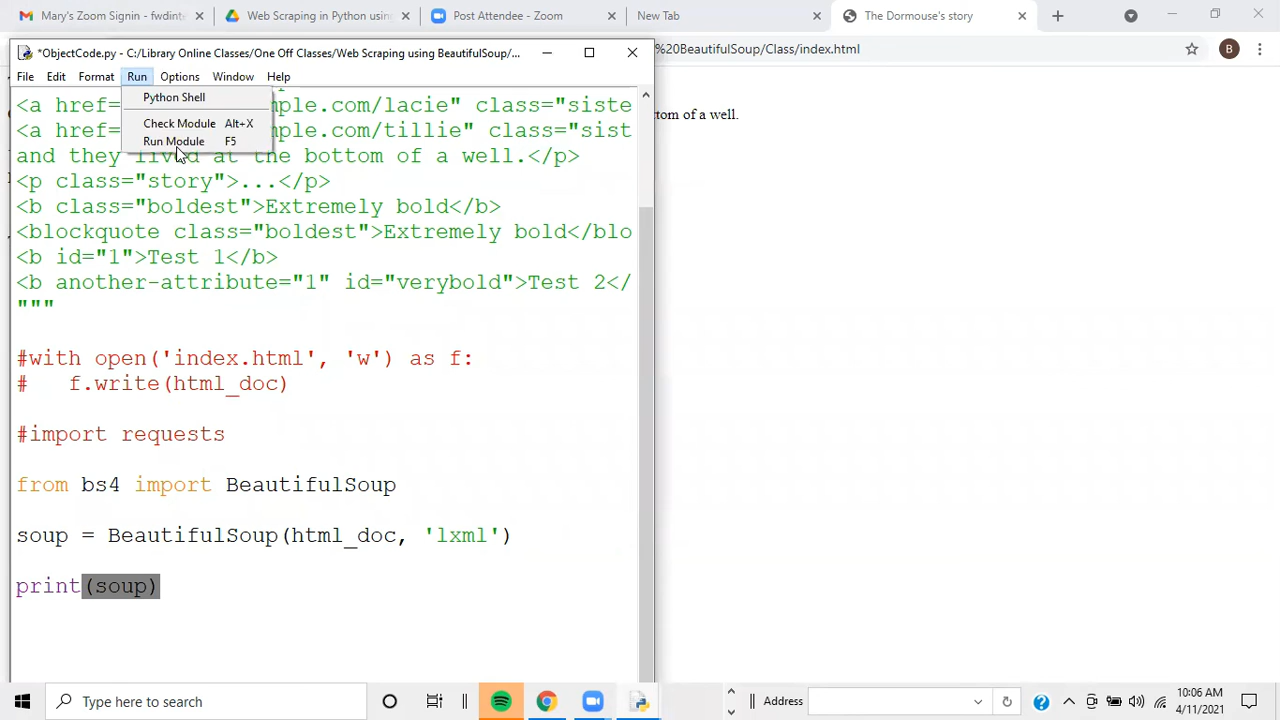 Mary's Zoom Signin - fwdinte
Web Scraping in Python using
Post Attendee - Zoom
New Tab
The Dormouse's story
*ObjectCode.py - C:/Library Online Classes/One Off Classes/Web Scraping using BeautifulSoup/...
%20BeautifulSoup/Class/index.html
B
File Edit Format Run Options Window Help
Python Shell
Check Module Alt+X
Run Module F5
<a href= mple.com/lacie" class="siste
<a href= mple.com/tillie" class="sist
tom of a well.
and they lived at the bottom of a well.</p>
<p class="story">...</p>
<b class="boldest">Extremely bold</b>
<blockquote class="boldest">Extremely bold</blo
<b id="1">Test 1</b>
<b another-attribute="1" id="verybold">Test 2</
"""
#with open('index.html', 'w') as f:
#   f.write(html_doc)
#import requests
from bs4 import BeautifulSoup
soup = BeautifulSoup(html_doc, 'lxml')
print(soup)
Type here to search
Address
10:06 AM
4/11/2021